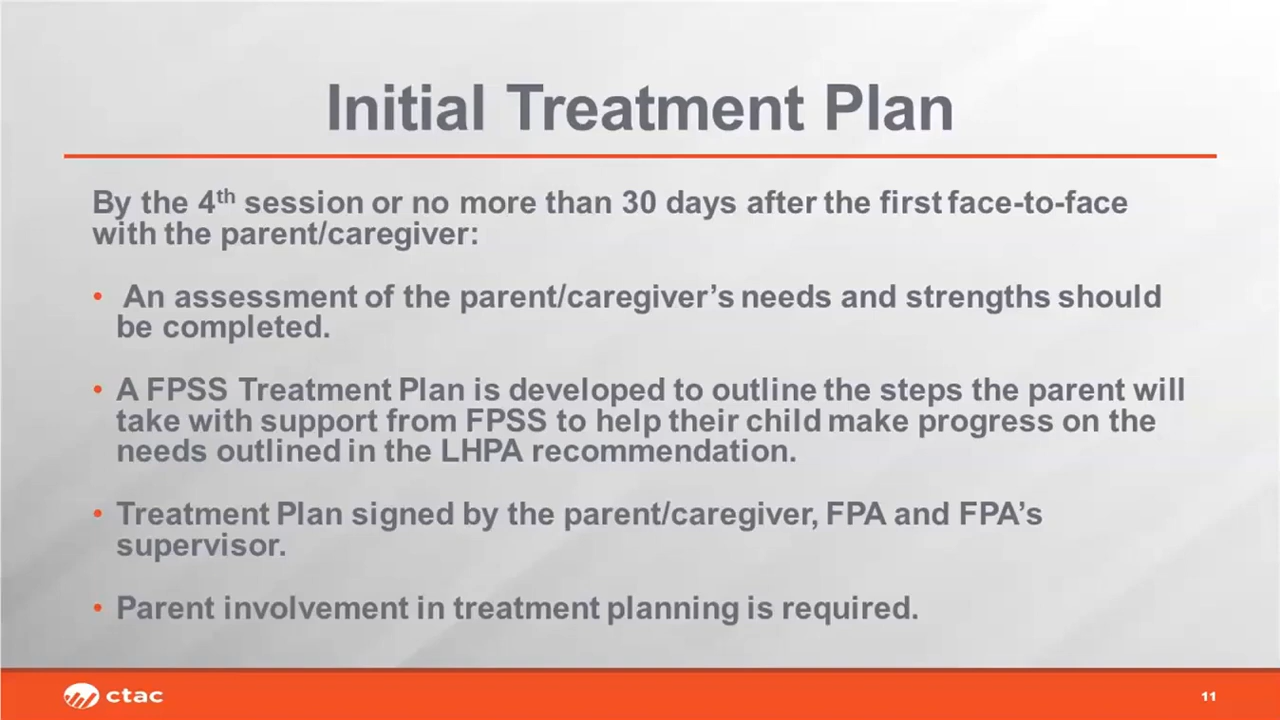 Initial Treatment Plan
By the 4th session or no more than 30 days after the first face-to-face
with the parent/caregiver:
• An assessment of the parent/caregiver’s needs and strengths should
be completed.
• A FPSS Treatment Plan is developed to outline the steps the parent will
take with support from FPSS to help their child make progress on the
needs outlined in the LHPA recommendation.
• Treatment Plan signed by the parent/caregiver, FPA and FPA’s
supervisor.
• Parent involvement in treatment planning is required.
ctac
11